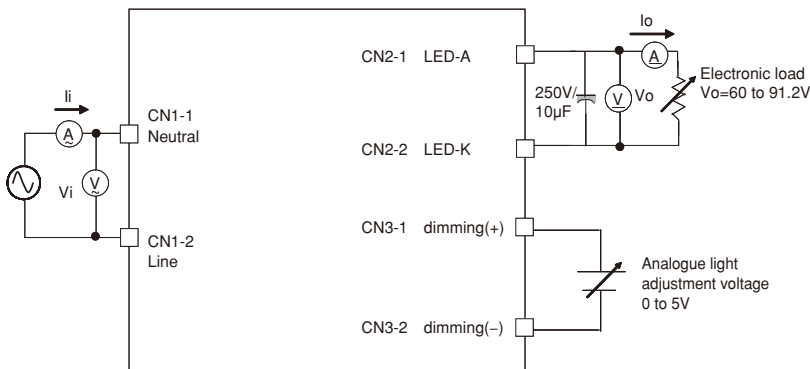 Io
CN2-1 LED-A
A
Electronic load
Vo=60 to 91.2V
250V/
10µF
V
Vo
Ii
CN1-1
Neutral
A
~
CN2-2 LED-K
Vi
V
~
CN3-1 dimming(+)
CN1-2
Line
Analogue light
adjustment voltage
0 to 5V
CN3-2 dimming(−)